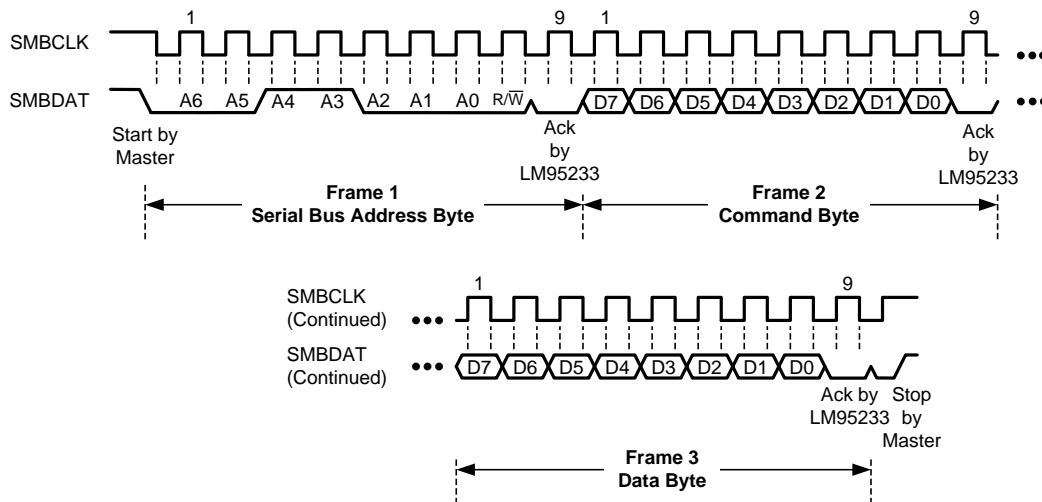 1 9 1 9
SMBCLK
SMBDAT A6 A5 A4 A3 A2 A1 A0 R/W̅ D7 D6 D5 D4 D3 D2 D1 D0
Start by
Master
Ack
by
LM95233
Ack
by
LM95233
Frame 1
Serial Bus Address Byte
Frame 2
Command Byte
1 9
SMBCLK
(Continued)
SMBDAT
(Continued)
D7 D6 D5 D4 D3 D2 D1 D0
Ack by
LM95233
Stop
by
Master
Frame 3
Data Byte